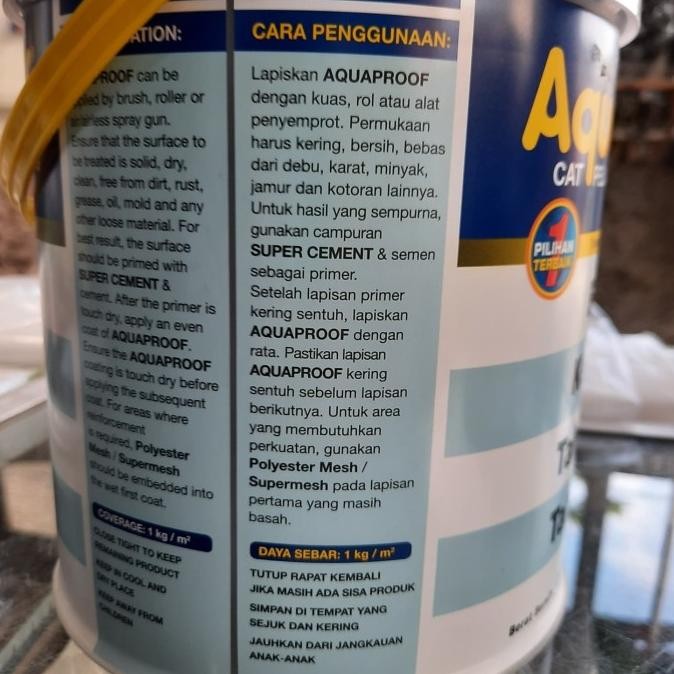 ATION:
PROOF can be
by brush, roller or
spray gun.
Ensure that the surface to
be treated is solid, dry,
clean, free from dirt, rust,
grease, oil, mold and any
other loose material. For
best result, the surface
should be primed with
SUPER CEMENT &
cement. After the primer is
touch dry, apply an even
coat of AQUAPROOF.
Ensure the AQUAPROOF
coating is touch dry before
applying the subsequent
coat. For areas where
reinforcement
is required, Polyester
Mesh / Supermesh
should be embedded into
the wet first coat.
COVERAGE: 1 kg / m²
CLOSE TIGHT TO KEEP
REMAINING PRODUCT
KEEP IN COOL AND
DRY PLACE
KEEP AWAY FROM
CHILDREN
CARA PENGGUNAAN:
Lapiskan AQUAPROOF
dengan kuas, rol atau alat
penyemprot. Permukaan
harus kering, bersih, bebas
dari debu, karat, minyak,
jamur dan kotoran lainnya.
Untuk hasil yang sempurna,
gunakan campuran
SUPER CEMENT & semen
sebagai primer.
Setelah lapisan primer
kering sentuh, lapiskan
AQUAPROOF dengan
rata. Pastikan lapisan
AQUAPROOF kering
sentuh sebelum lapisan
berikutnya. Untuk area
yang membutuhkan
perkuatan, gunakan
Polyester Mesh /
Supermesh pada lapisan
pertama yang masih
basah.
DAYA SEBAR: 1 kg / m²
TUTUP RAPAT KEMBALI
JIKA MASIH ADA SISA PRODUK
SIMPAN DI TEMPAT YANG
SEJUK DAN KERING
JAUHKAN DARI JANGKAUAN
ANAK-ANAK
Aqu
CAT
PILIHAN
TERBAIK
1